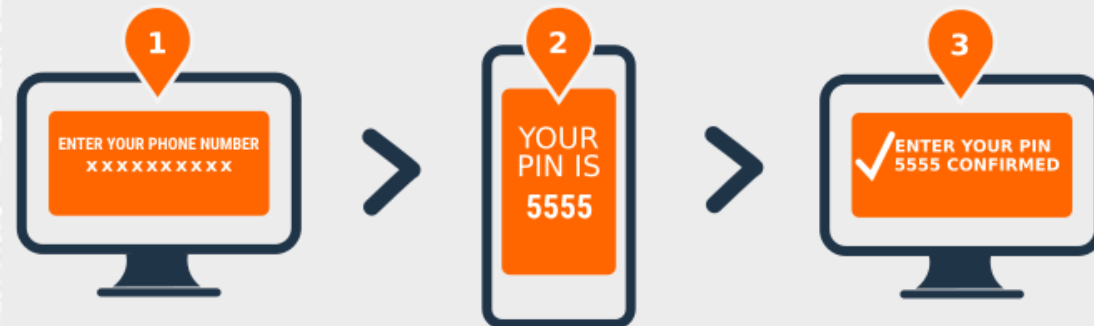 1
ENTER YOUR PHONE NUMBER
XXXXXXXXXX
2
YOUR
PIN IS
5555
3
ENTER YOUR PIN
5555 CONFIRMED